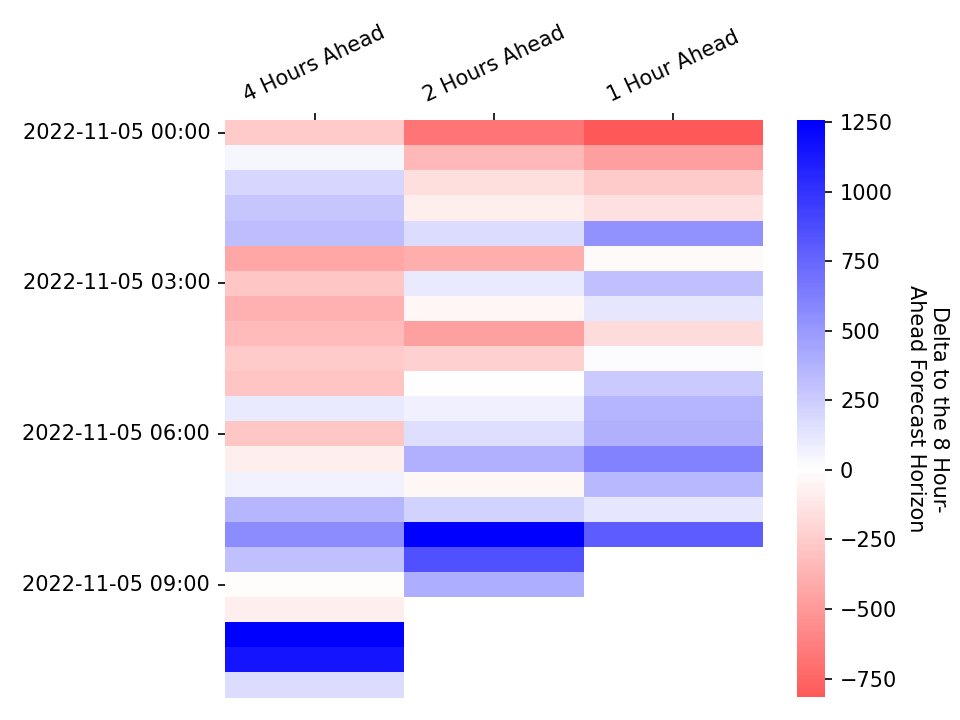 4 Hours Ahead
2 Hours Ahead
1 Hour Ahead
2022-11-05 00:00
2022-11-05 03:00
2022-11-05 06:00
2022-11-05 09:00
1250
1000
750
500
250
0
−250
−500
−750
Delta to the 8 Hour-
Ahead Forecast Horizon